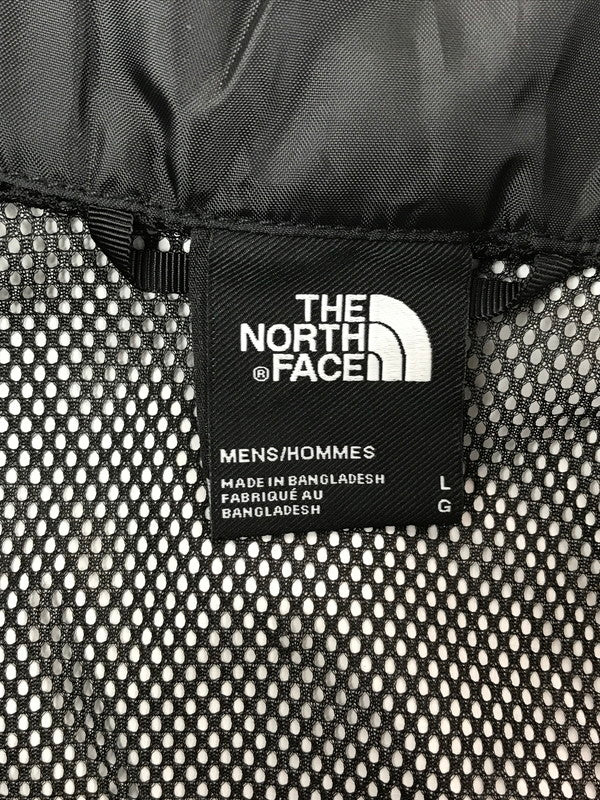 THE
NORTH
® FACE
MENS/HOMMES
MADE IN BANGLADESH L
FABRIQUÉ AU G
BANGLADESH